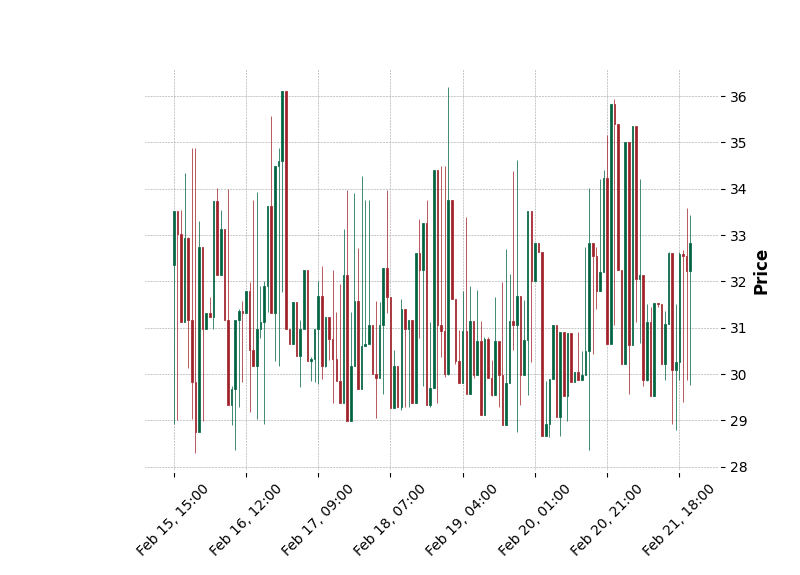 36
35
34
33
32
31
30
29
28
Price
Feb 15, 15:00
Feb 16, 12:00
Feb 17, 09:00
Feb 18, 07:00
Feb 19, 04:00
Feb 20, 01:00
Feb 20, 21:00
Feb 21, 18:00